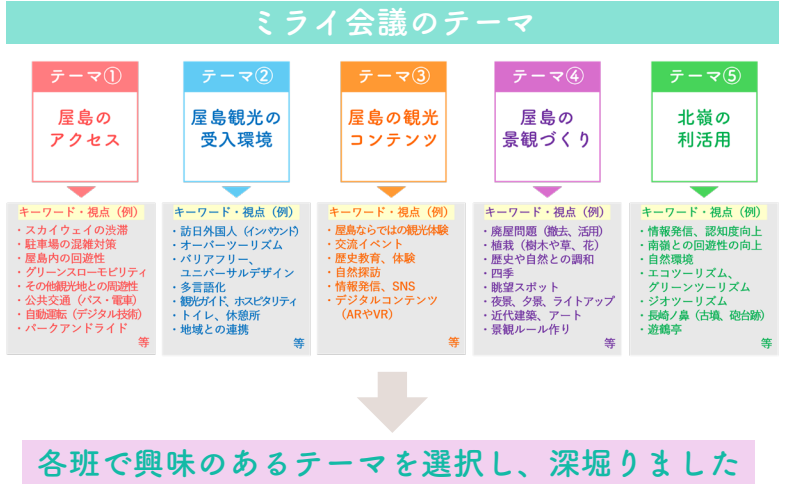 ミライ会議のテーマ
テーマ①
屋島の
アクセス
キーワード・視点（例）
・スカイウェイの渋滞
・駐車場の混雑対策
・屋島内の回遊性
・グリーンスローモビリティ
・その他観光地との周遊性
・公共交通（バス・電車）
・自動運転（デジタル技術）
・パークアンドライド
等
テーマ②
屋島観光の
受入環境
キーワード・視点（例）
・訪日外国人（インバウンド）
・オーバーツーリズム
・バリアフリー、
ユニバーサルデザイン
・多言語化
・観光ガイド、ホスピタリティ
・トイレ、休憩所
・地域との連携
等
テーマ③
屋島の観光
コンテンツ
キーワード・視点（例）
・屋島ならではの観光体験
・交流イベント
・歴史教育、体験
・自然探訪
・情報発信、SNS
・デジタルコンテンツ
（ARやVR）
等
テーマ④
屋島の
景観づくり
キーワード・視点（例）
・廃屋問題（撤去、活用）
・植栽（樹木や草、花）
・歴史や自然との調和
・四季
・眺望スポット
・夜景、夕景、ライトアップ
・近代建築、アート
・景観ルール作り
等
テーマ⑤
北嶺の
利活用
キーワード・視点（例）
・情報発信、認知度向上
・南嶺との回遊性の向上
・自然環境
・エコツーリズム、
グリーンツーリズム
・ジオツーリズム
・長崎ノ鼻（古墳、砲台跡）
・遊鶴亭
等
各班で興味のあるテーマを選択し、深堀りました